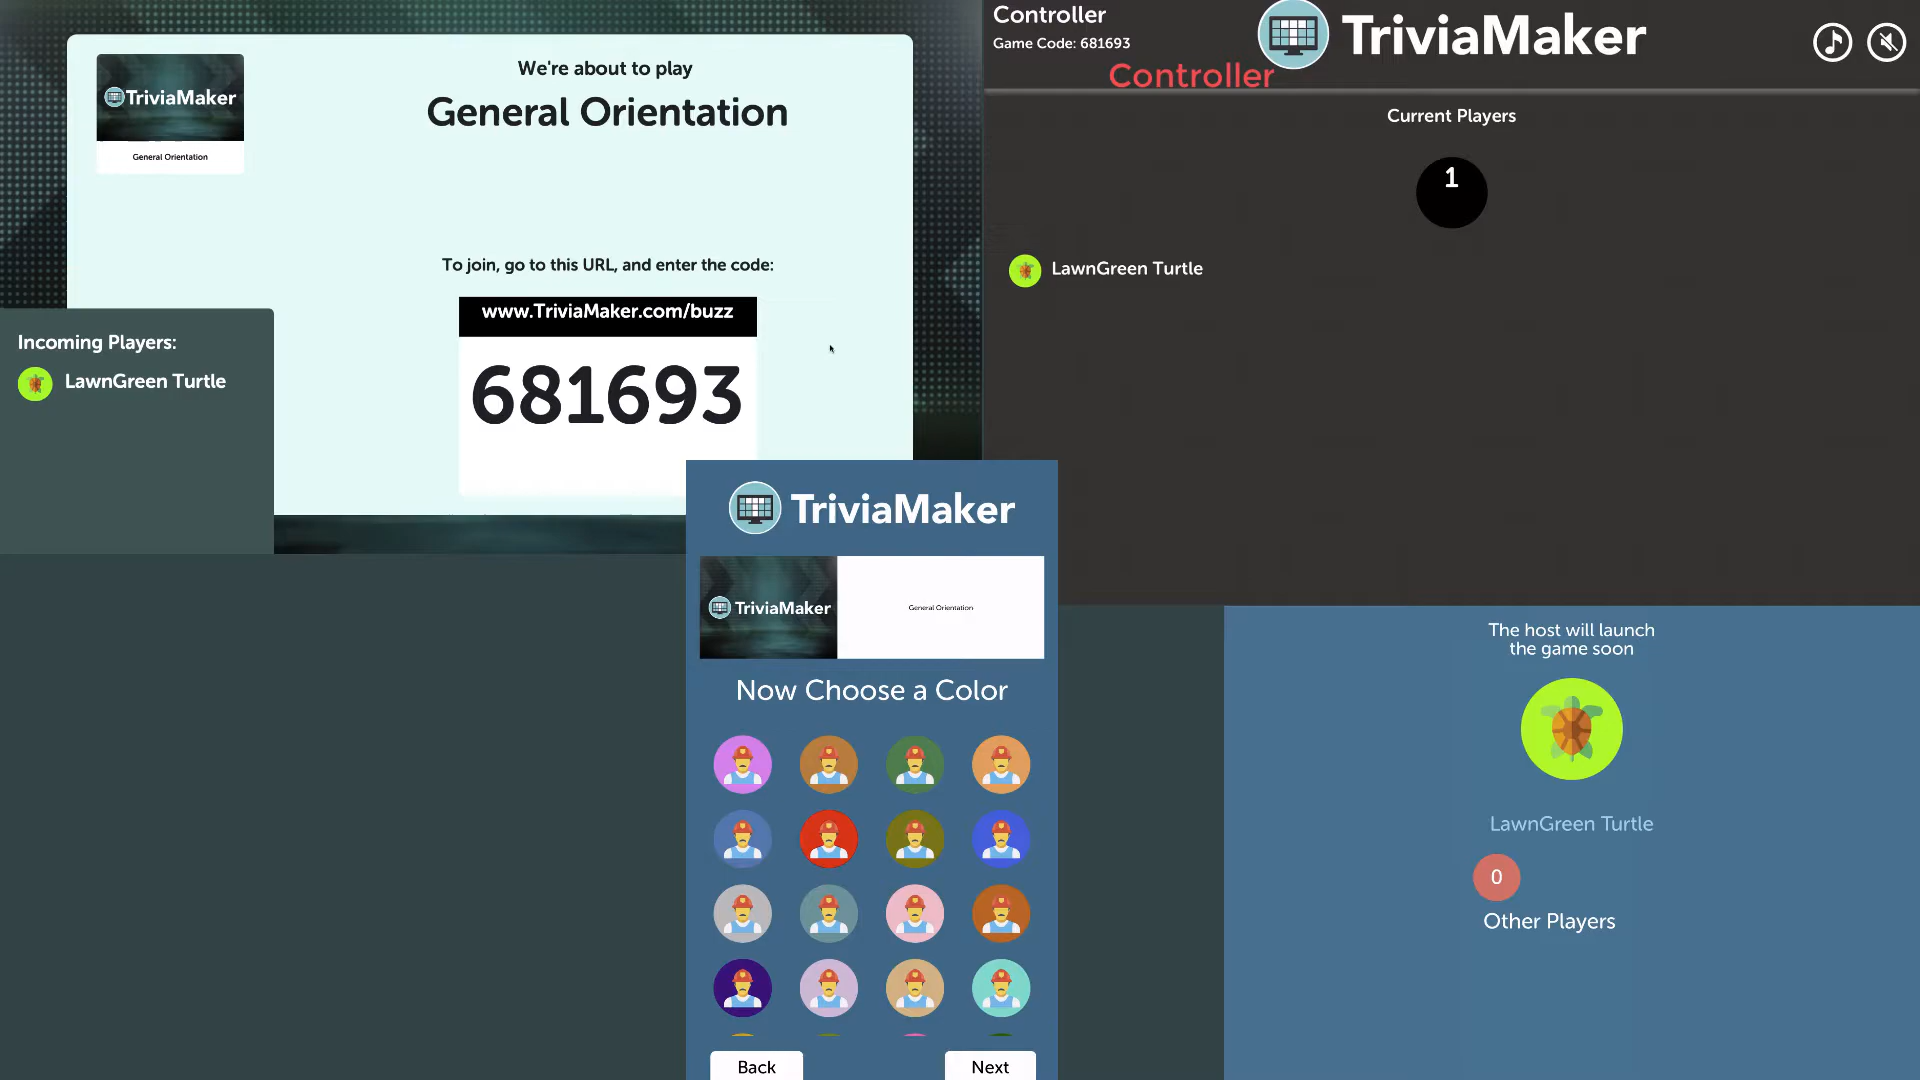 TriviaMaker
General Orientation
We're about to play
General Orientation
To join, go to this URL, and enter the code:
www.TriviaMaker.com/buzz
681693
Incoming Players:
LawnGreen Turtle
Controller
Game Code: 681693
Controller
TriviaMaker
Current Players
1
LawnGreen Turtle
TriviaMaker
TriviaMaker
General Orientation
Now Choose a Color
Back
Next
The host will launch
the game soon
LawnGreen Turtle
0
Other Players